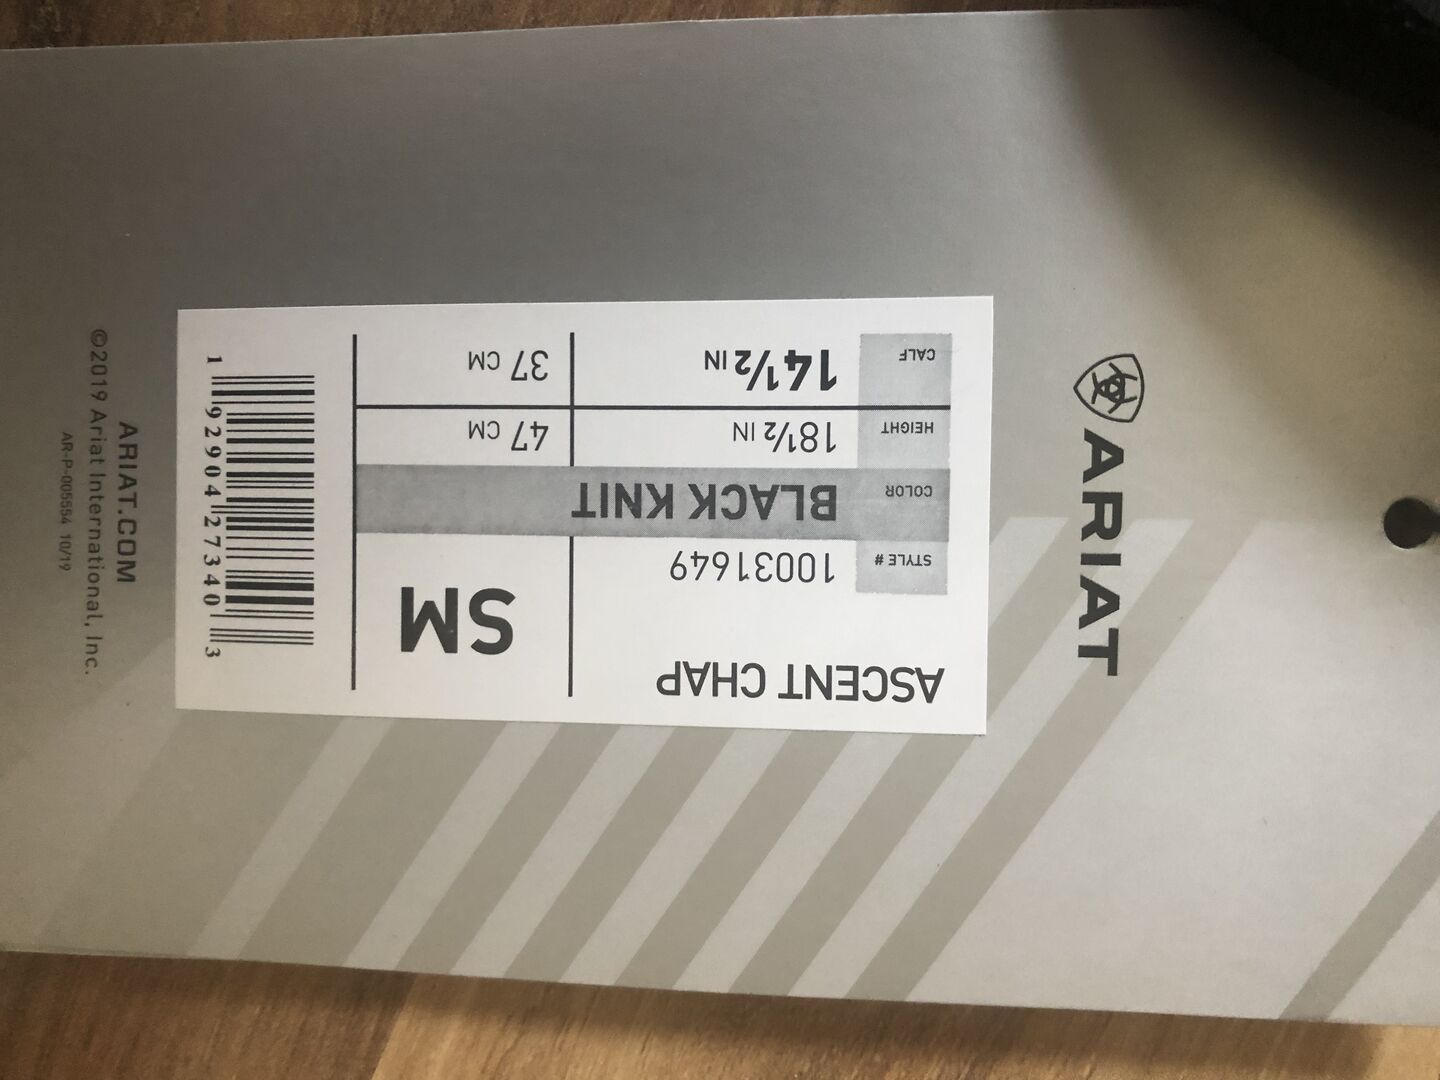 ARIAT
ASCENT CHAP
STYLE # 10031649
SM
COLOR BLACK KNIT
HEIGHT 18½ IN 47 CM
CALF 14½ IN 37 CM
1 92904 27340 3
ARIAT.COM
©2019 Ariat International, Inc.
AR-P-005554 10/19